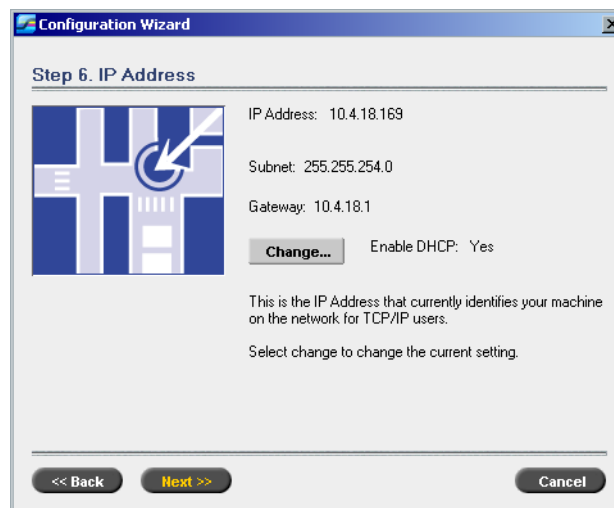 Configuration Wizard
Step 6. IP Address
IP Address: 10.4.18.169
Subnet: 255.255.254.0
Gateway: 10.4.18.1
Change... Enable DHCP: Yes
This is the IP Address that currently identifies your machine
on the network for TCP/IP users.
Select change to change the current setting.
<< Back Next >> Cancel